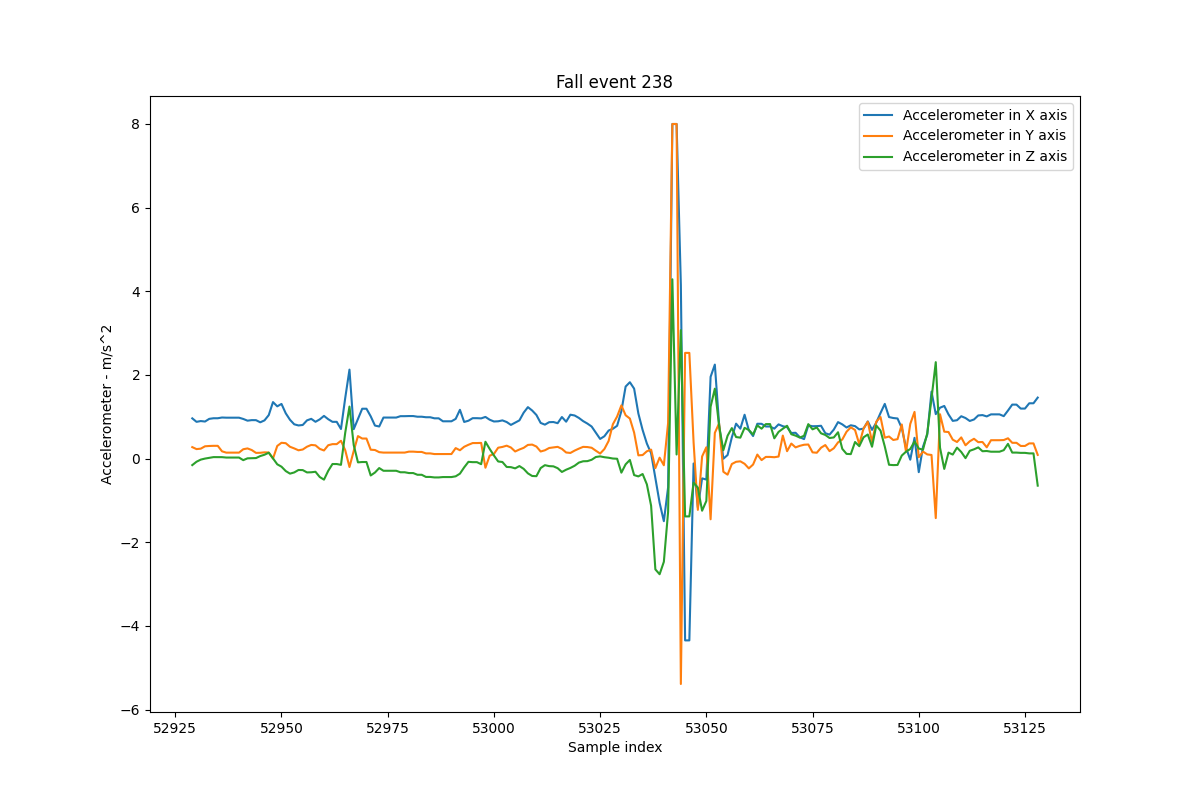 Fall event 238
Accelerometer in X axis
Accelerometer in Y axis
Accelerometer in Z axis
8
6
4
2
0
−2
−4
−6
Accelerometer - m/s^2
52925 52950 52975 53000 53025 53050 53075 53100 53125
Sample index